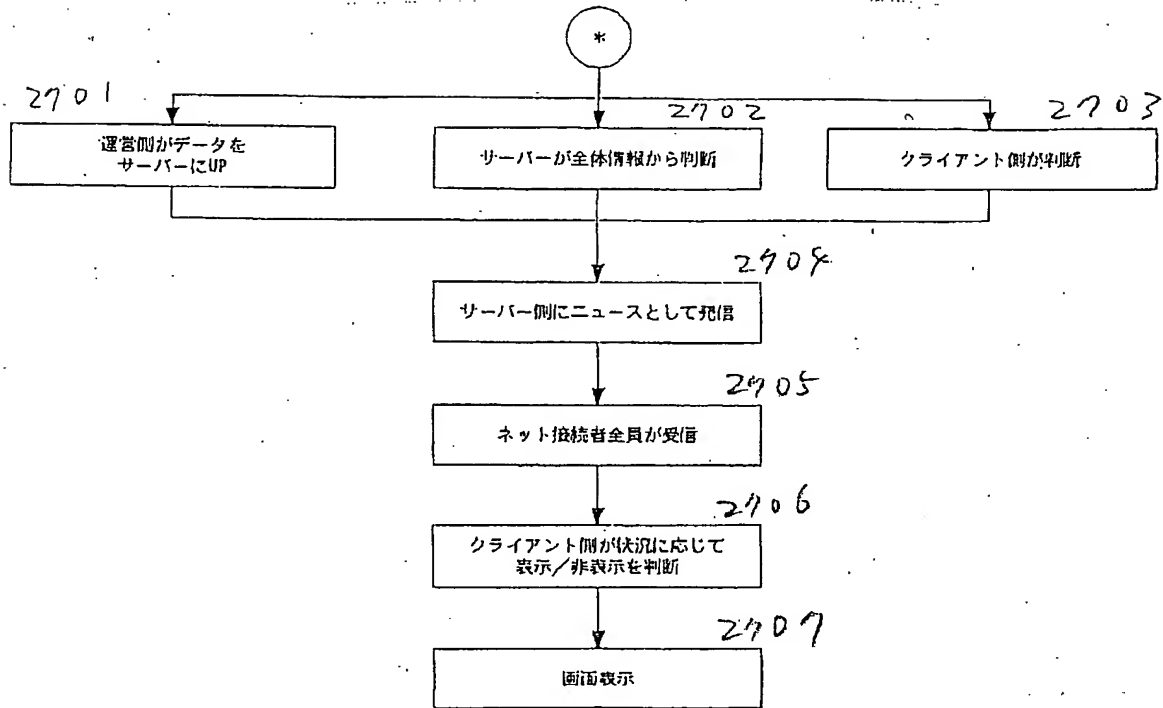 *
2701
2702
2703
運営側がデータを
サーバーにUP
サーバーが全体情報から判断
クライアント側が判断
2704
サーバー側にニュースとして発信
2705
ネット接続者全員が受信
2706
クライアント側が状況に応じて
表示/非表示を判断
2707
画面表示